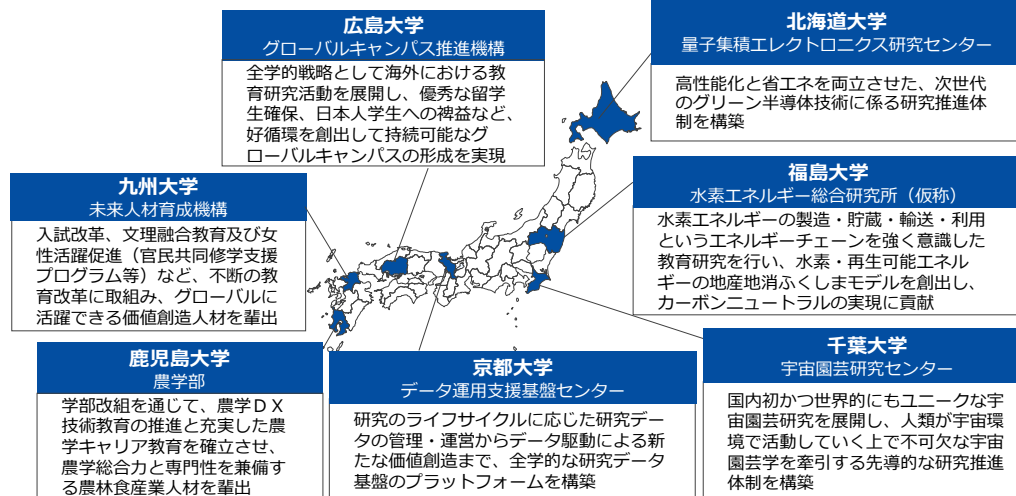 広島大学
グローバルキャンパス推進機構
全学的戦略として海外における教
育研究活動を展開し、優秀な留学
生確保、日本人学生への裨益など、
好循環を創出して持続可能なグ
ローバルキャンパスの形成を実現
北海道大学
量子集積エレクトロニクス研究センター
高性能化と省エネを両立させた、次世代
のグリーン半導体技術に係る研究推進体
制を構築
九州大学
未来人材育成機構
入試改革、文理融合教育及び女
性活躍促進（官民共同修学支援
プログラム等）など、不断の教
育改革に取組み、グローバルに
活躍できる価値創造人材を輩出
福島大学
水素エネルギー総合研究所（仮称）
水素エネルギーの製造・貯蔵・輸送・利用
というエネルギーチェーンを強く意識した
教育研究を行い、水素・再生可能エネル
ギーの地産地消ふくしまモデルを創出し、
カーボンニュートラルの実現に貢献
鹿児島大学
農学部
学部改組を通じて、農学ＤＸ
技術教育の推進と充実した農
学キャリア教育を確立させ、
農学総合力と専門性を兼備す
る農林食産業人材を輩出
京都大学
データ運用支援基盤センター
研究のライフサイクルに応じた研究デー
タの管理・運営からデータ駆動による新
たな価値創造まで、全学的な研究データ
基盤のプラットフォームを構築
千葉大学
宇宙園芸研究センター
国内初かつ世界的にもユニークな宇
宙園芸研究を展開し、人類が宇宙環
境で活動していく上で不可欠な宇宙
園芸学を牽引する先導的な研究推進
体制を構築